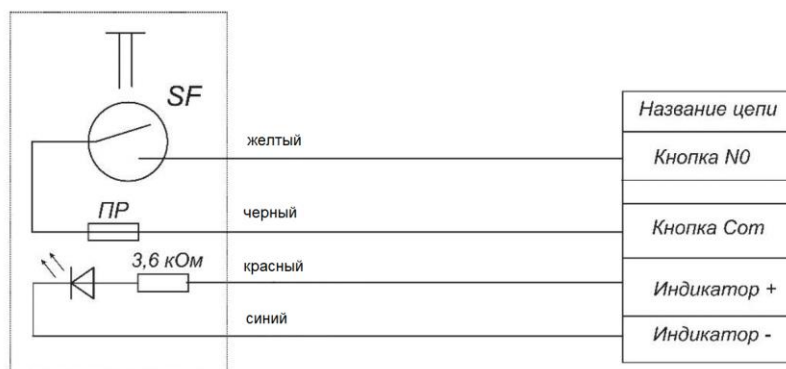 SF
Название цепи
желтый
Кнопка N0
ПР
черный
Кнопка Com
3,6 кОм
красный
Индикатор +
синий
Индикатор -